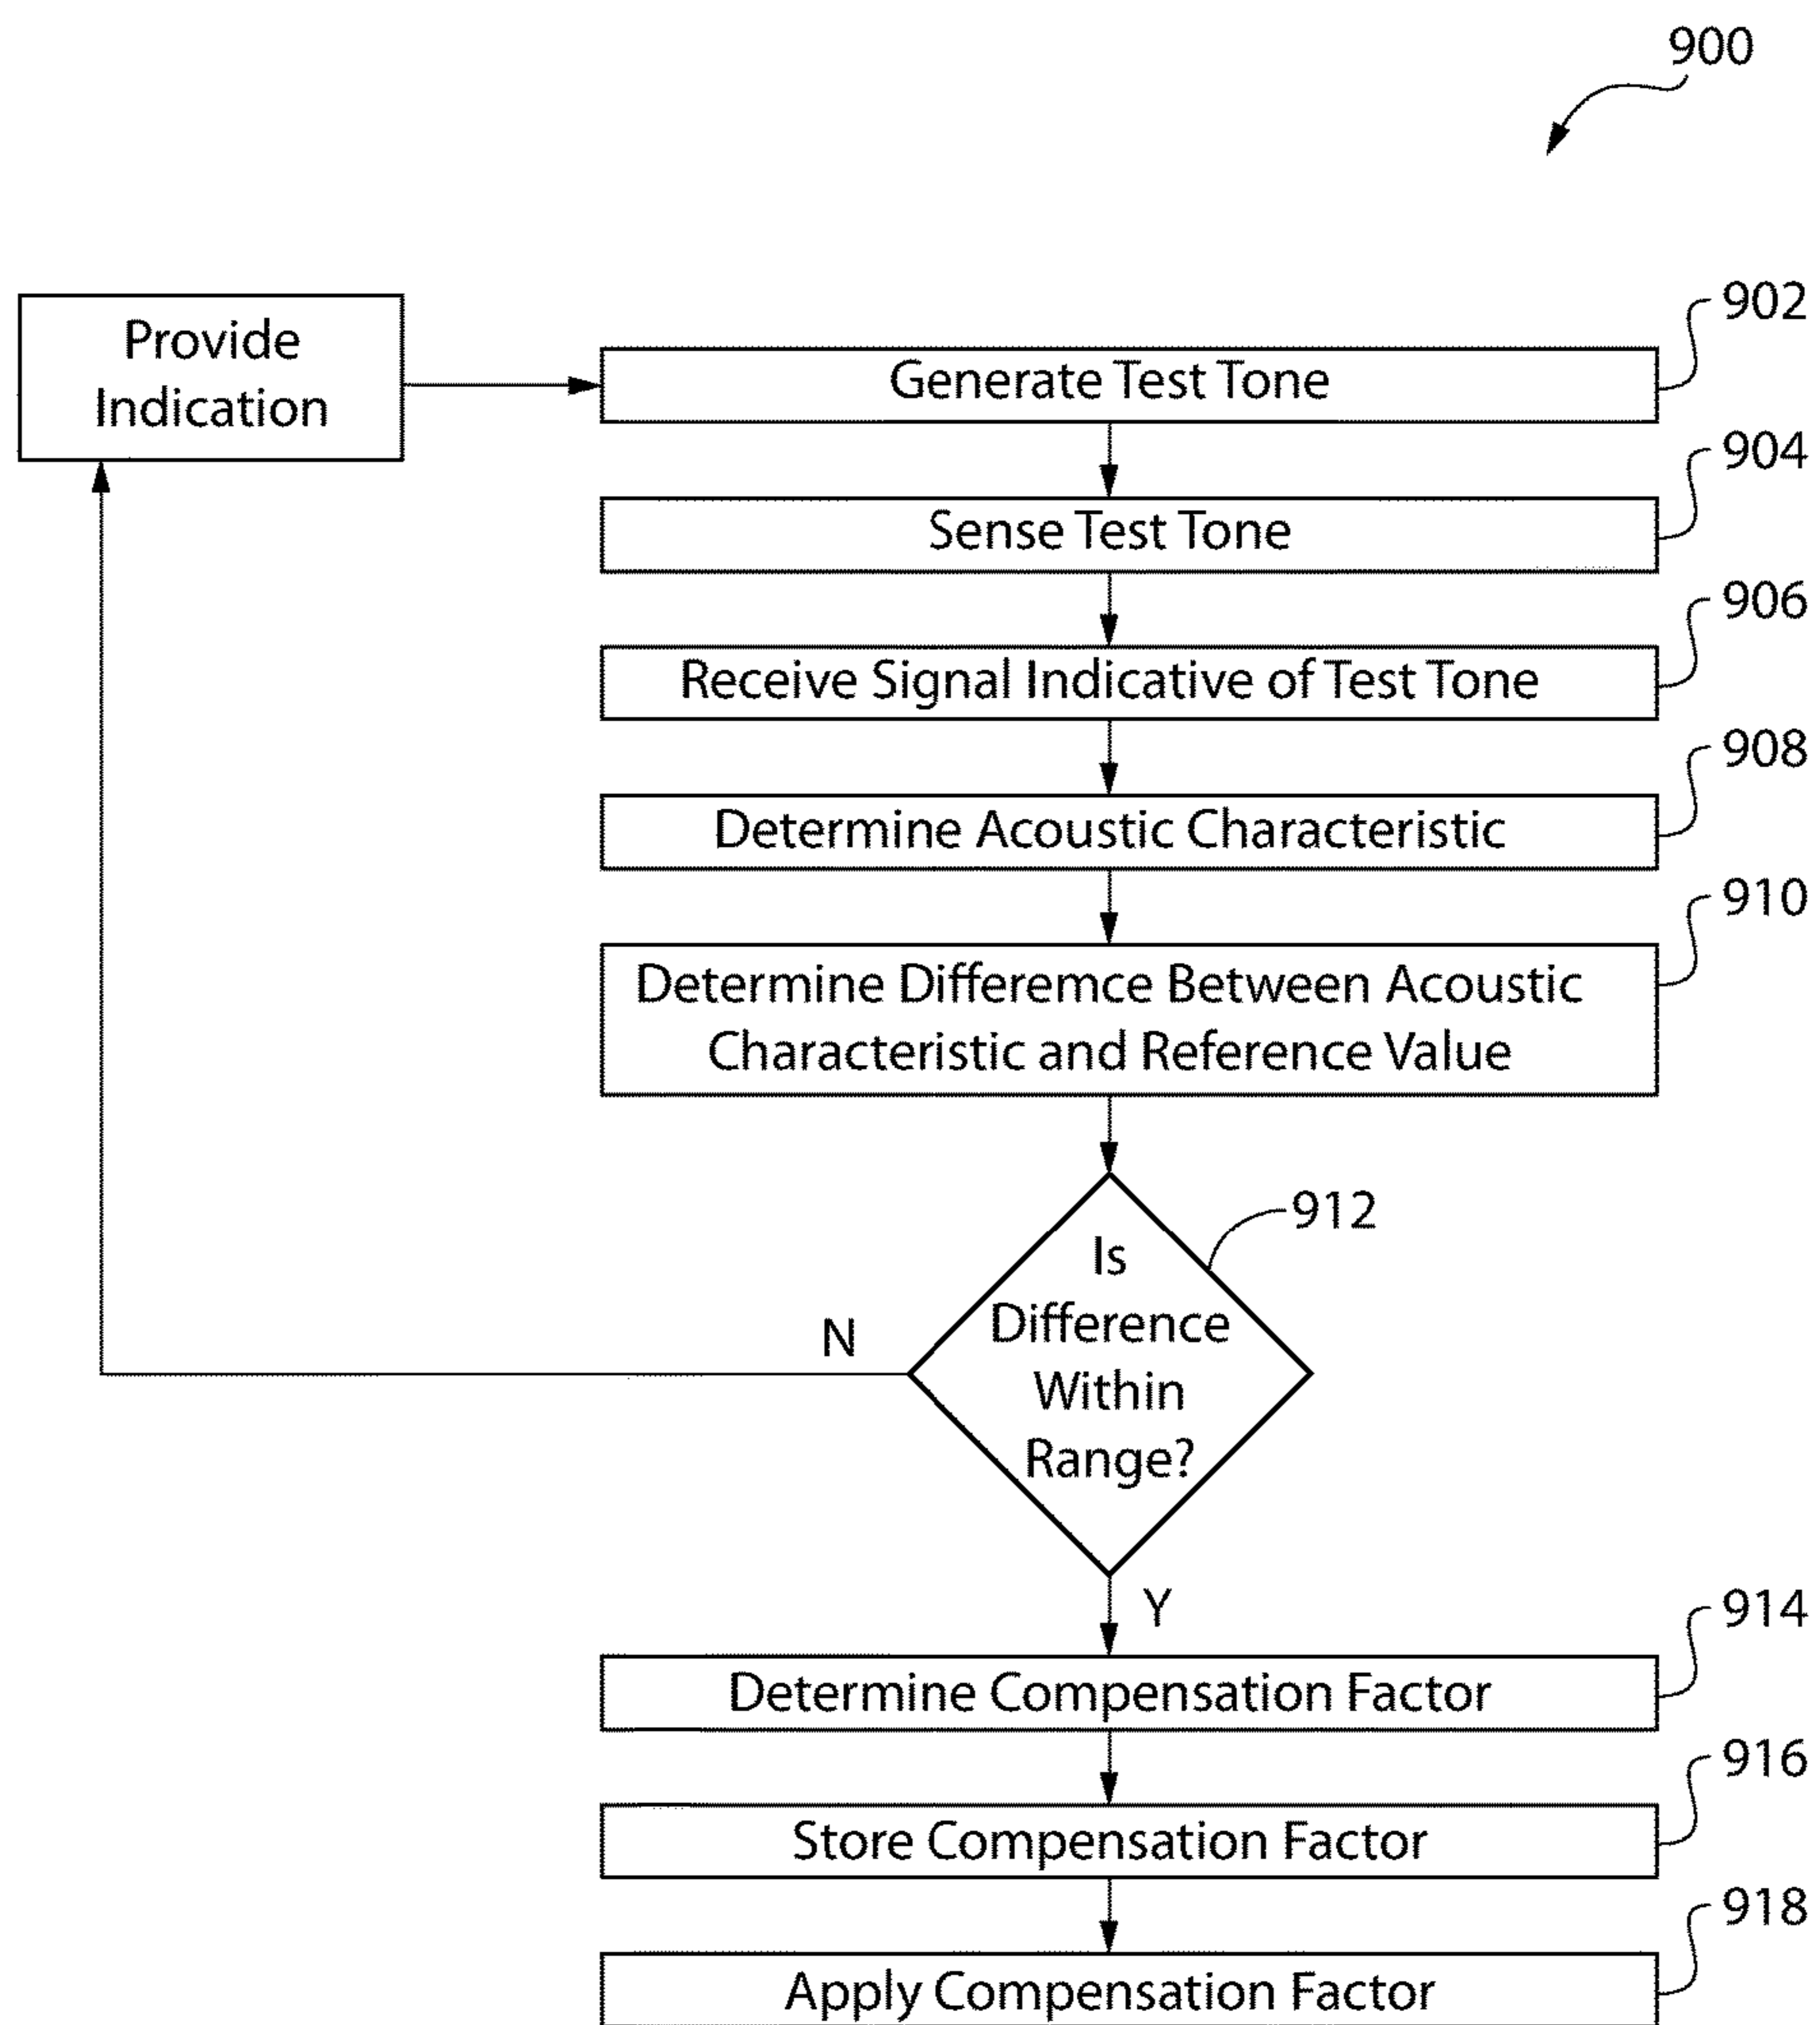 900
Provide
Indication
902
Generate Test Tone
904
Sense Test Tone
906
Receive Signal Indicative of Test Tone
908
Determine Acoustic Characteristic
910
Determine Differemce Between Acoustic
Characteristic and Reference Value
912
Is
Difference
Within
Range?
N
Y
914
Determine Compensation Factor
916
Store Compensation Factor
918
Apply Compensation Factor